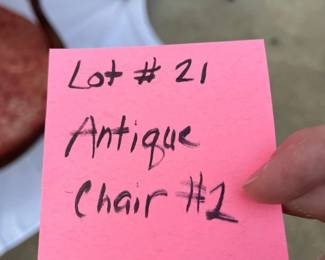 Lot # 21
Antique
Chair #2